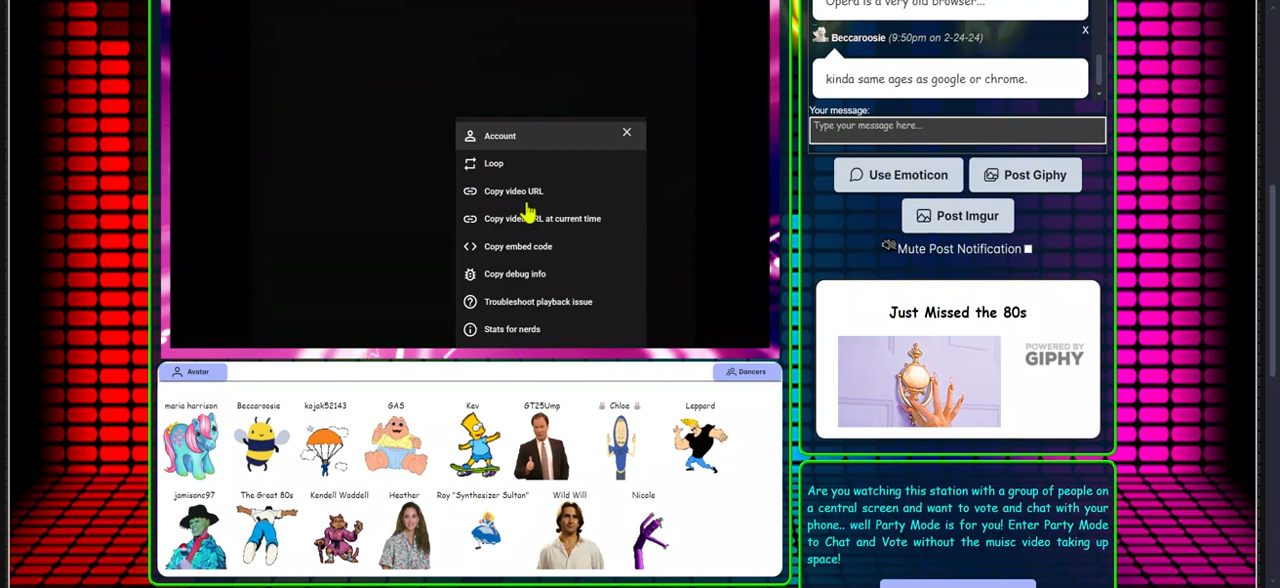 Opera is a very old browser...
Beccaroosie (9:50pm on 2-24-24)
X
kinda same ages as google or chrome.
Your message:
Type your message here...
Use Emoticon
Post Giphy
Post Imgur
Mute Post Notification
Just Missed the 80s
POWERED BY
GIPHY
Are you watching this station with a group of people on
a central screen and want to vote and chat with your
phone.. well Party Mode is for you! Enter Party Mode
to Chat and Vote without the muisc video taking up
space!
Account
Loop
Copy video URL
Copy video URL at current time
Copy embed code
Copy debug info
Troubleshoot playback issue
Stats for nerds
Avatar
Dancers
maria harrison
Beccaroosie
kojak52143
GAS
Kev
GT25Ump
Chloe
Leppard
jamisonc97
The Great 80s
Kendell Waddell
Heather
Roy "Synthesizer Sultan"
Wild Will
Nicole